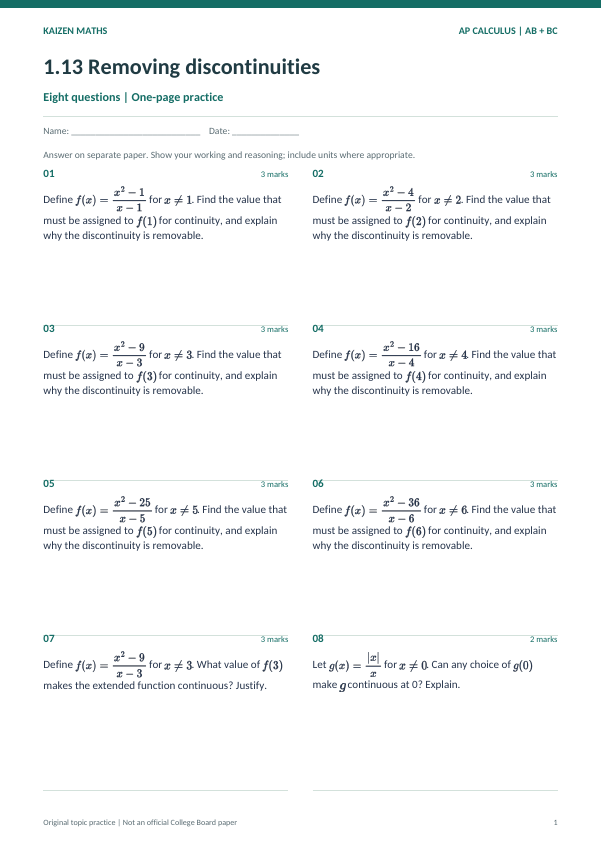 KAIZEN MATHS
AP CALCULUS | AB + BC
1.13 Removing discontinuities
Eight questions | One-page practice
Name: ______________________________ Date: _______________
Answer on separate paper. Show your working and reasoning; include units where appropriate.
01 3 marks
Define f(x) = (x² − 1)/(x − 1) for x ≠ 1. Find the value that
must be assigned to f(1) for continuity, and explain
why the discontinuity is removable.
02 3 marks
Define f(x) = (x² − 4)/(x − 2) for x ≠ 2. Find the value that
must be assigned to f(2) for continuity, and explain
why the discontinuity is removable.
03 3 marks
Define f(x) = (x² − 9)/(x − 3) for x ≠ 3. Find the value that
must be assigned to f(3) for continuity, and explain
why the discontinuity is removable.
04 3 marks
Define f(x) = (x² − 16)/(x − 4) for x ≠ 4. Find the value that
must be assigned to f(4) for continuity, and explain
why the discontinuity is removable.
05 3 marks
Define f(x) = (x² − 25)/(x − 5) for x ≠ 5. Find the value that
must be assigned to f(5) for continuity, and explain
why the discontinuity is removable.
06 3 marks
Define f(x) = (x² − 36)/(x − 6) for x ≠ 6. Find the value that
must be assigned to f(6) for continuity, and explain
why the discontinuity is removable.
07 3 marks
Define f(x) = (x² − 9)/(x − 3) for x ≠ 3. What value of f(3)
makes the extended function continuous? Justify.
08 2 marks
Let g(x) = |x|/x for x ≠ 0. Can any choice of g(0)
make g continuous at 0? Explain.
Original topic practice | Not an official College Board paper
1